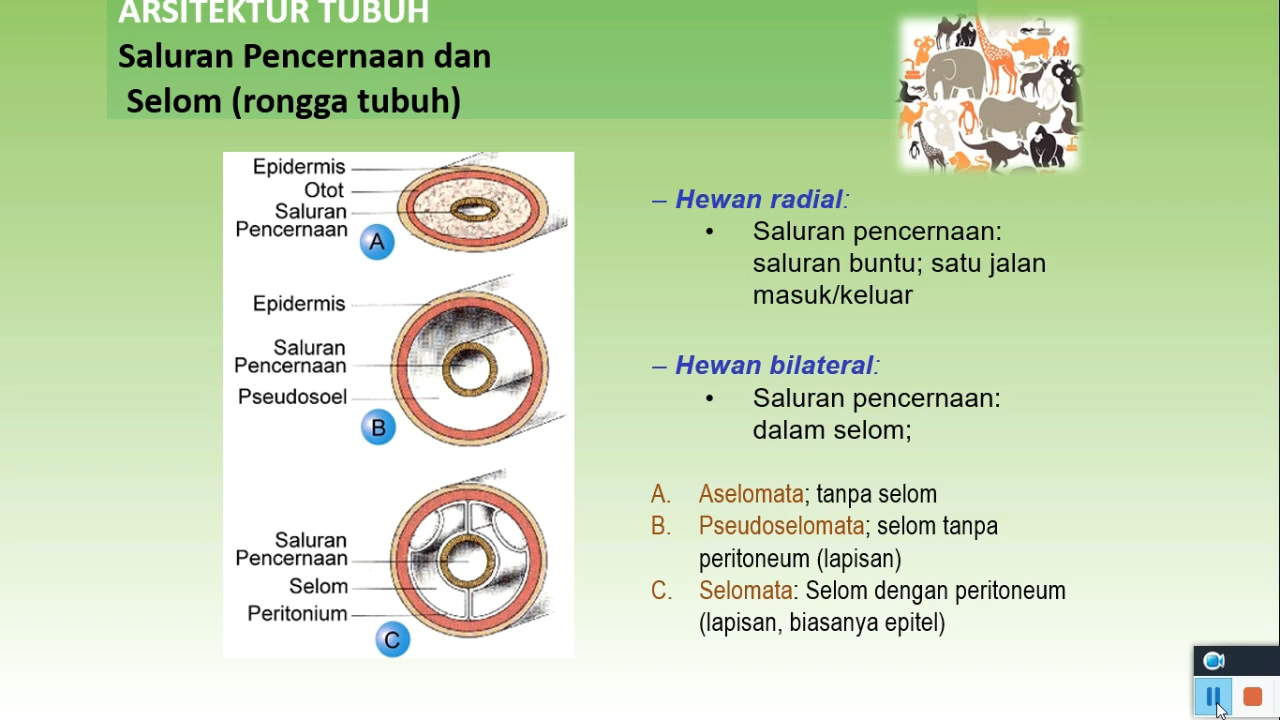 ARSITEKTUR TUBUH
Saluran Pencernaan dan
Selom (rongga tubuh)
Epidermis
Otot
Saluran
Pencernaan
A
Epidermis
Saluran
Pencernaan
Pseudosoel
B
Saluran
Pencernaan
Selom
Peritonium
C
– Hewan radial:
• Saluran pencernaan:
saluran buntu; satu jalan
masuk/keluar
– Hewan bilateral:
• Saluran pencernaan:
dalam selom;
A. Aselomata; tanpa selom
B. Pseudoselomata; selom tanpa
peritoneum (lapisan)
C. Selomata: Selom dengan peritoneum
(lapisan, biasanya epitel)